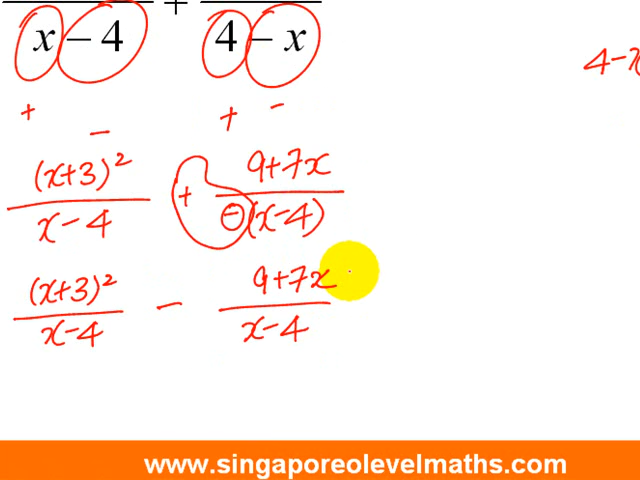 x − 4 + 4 − x
4 − x
+ − + −
(x+3)² / x−4 + 9+7x / −(x−4)
(x+3)² / x−4 − 9+7x / x−4
www.singaporeolevelmaths.com